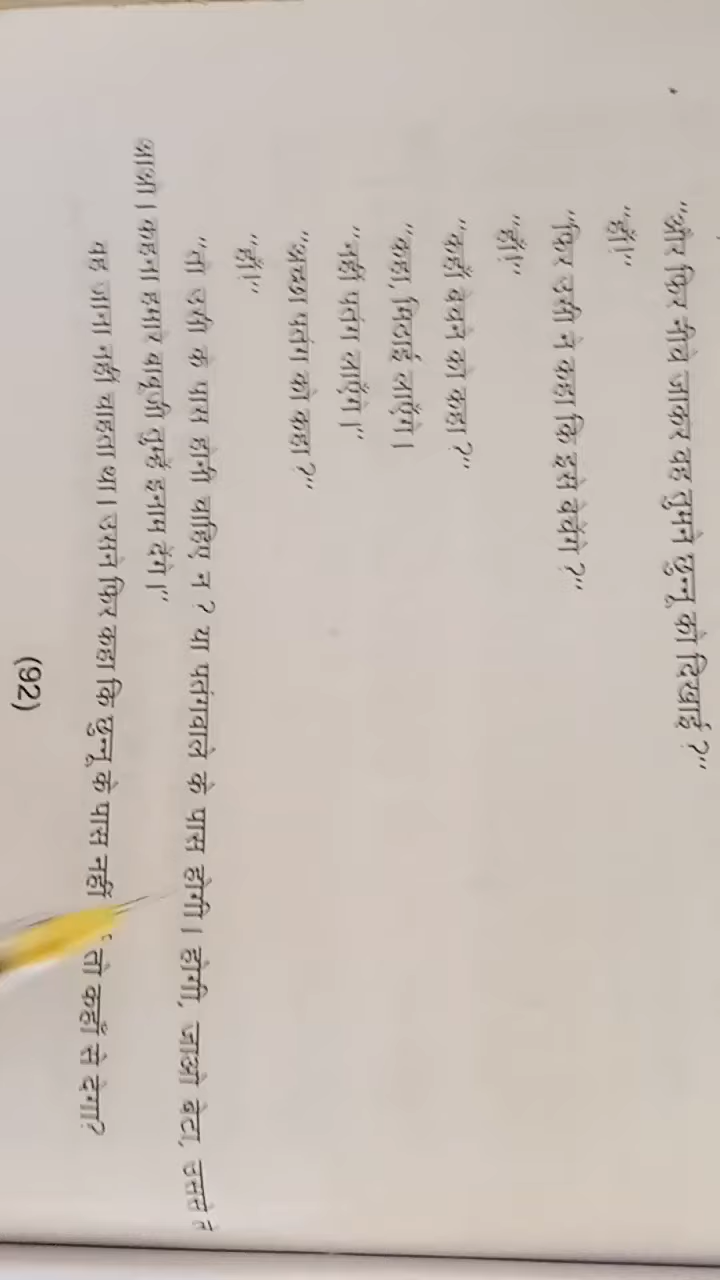 "और फिर नीचे जाकर वह तुमने छुन्नू को दिखाई ?"
"हाँ।"
"फिर उसी ने कहा कि इसे बेचेंगे ?"
"हाँ।"
"कहाँ बेचने को कहा ?"
"कहा, मिठाई लाएँगे।
"नहीं पतंग लाएँगे।"
"अच्छा पतंग को कहा ?"
"हाँ।"
"तो उसी के पास होनी चाहिए न ? या पतंगवाले के पास होगी। होगी, जाओ बेटा, उससे ले
आओ। कहना हमारे बाबूजी तुम्हें इनाम देंगे।"
वह जाना नहीं चाहता था। उसने फिर कहा कि छुन्नू के पास नहीं तो कहाँ से देगा?
(92)